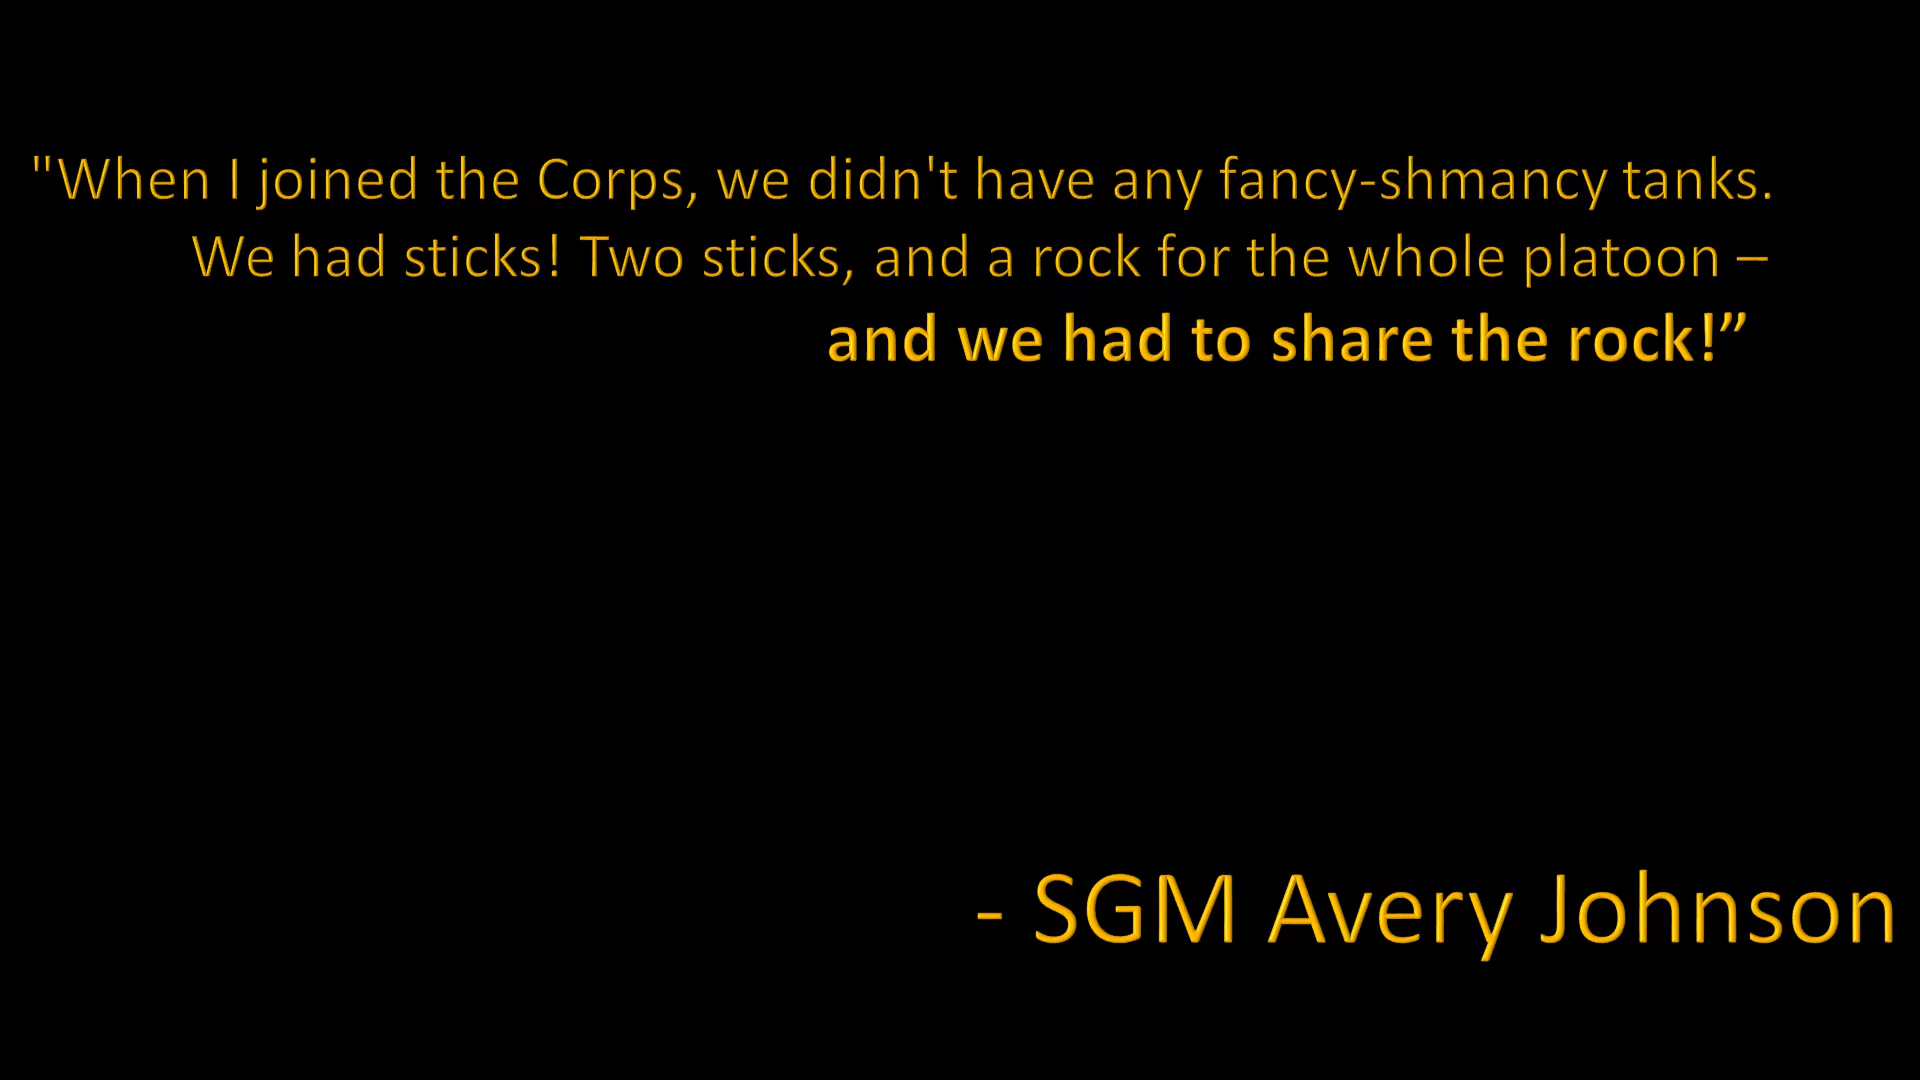 "When I joined the Corps, we didn't have any fancy-shmancy tanks.
We had sticks! Two sticks, and a rock for the whole platoon –
and we had to share the rock!”
- SGM Avery Johnson